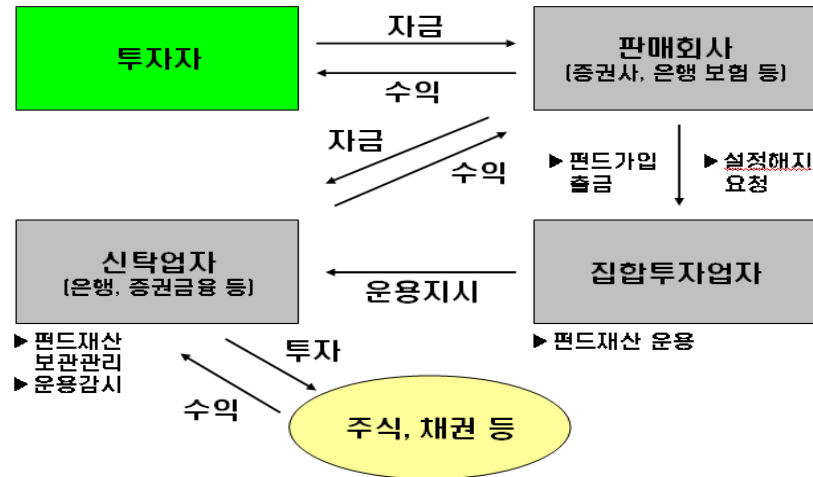 자금
투자자
판매회사
(증권사, 은행 보험 등)
수익
자금
수익
▶ 펀드가입
출금
▶ 설정해지
요청
신탁업자
(은행, 증권금융 등)
운용지시
집합투자업자
▶ 펀드재산
보관관리
▶ 운용감시
투자
▶ 펀드재산 운용
수익
주식, 채권 등